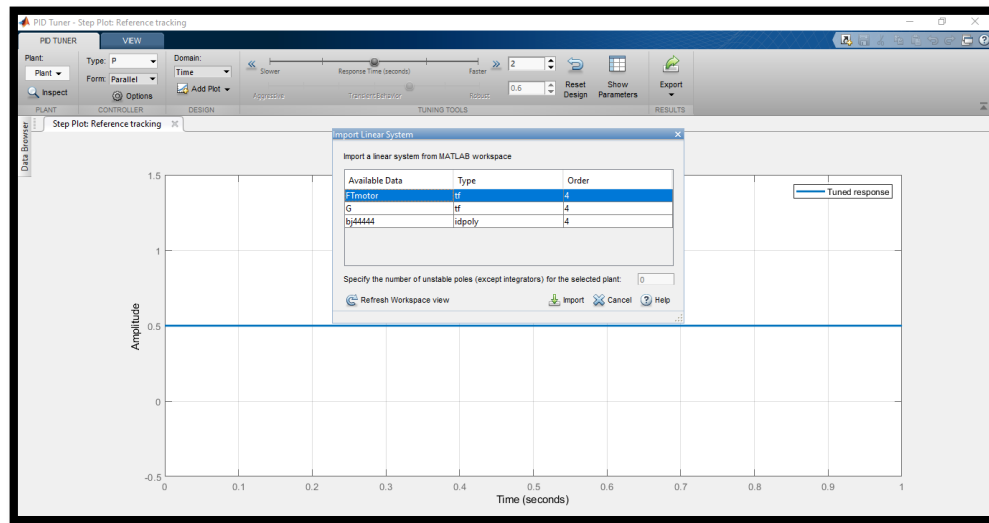 PID Tuner - Step Plot: Reference tracking
PID TUNER VIEW
Plant: Type: P Domain:
Plant Form: Parallel Time
Inspect Options Add Plot
Slower Response Time (seconds) Faster 2
Aggressive Transient Behavior Robust 0.6
Reset Design Show Parameters Export
PLANT CONTROLLER DESIGN TUNING TOOLS RESULTS
Data Browser
Step Plot: Reference tracking
Import Linear System
Import a linear system from MATLAB workspace
Available Data Type Order
FTmotor tf 4
G tf 4
bj44444 idpoly 4
Specify the number of unstable poles (except integrators) for the selected plant: 0
Refresh Workspace view Import Cancel Help
Tuned response
1.5
1
0.5
0
-0.5
Amplitude
0 0.1 0.2 0.3 0.4 0.5 0.6 0.7 0.8 0.9 1
Time (seconds)